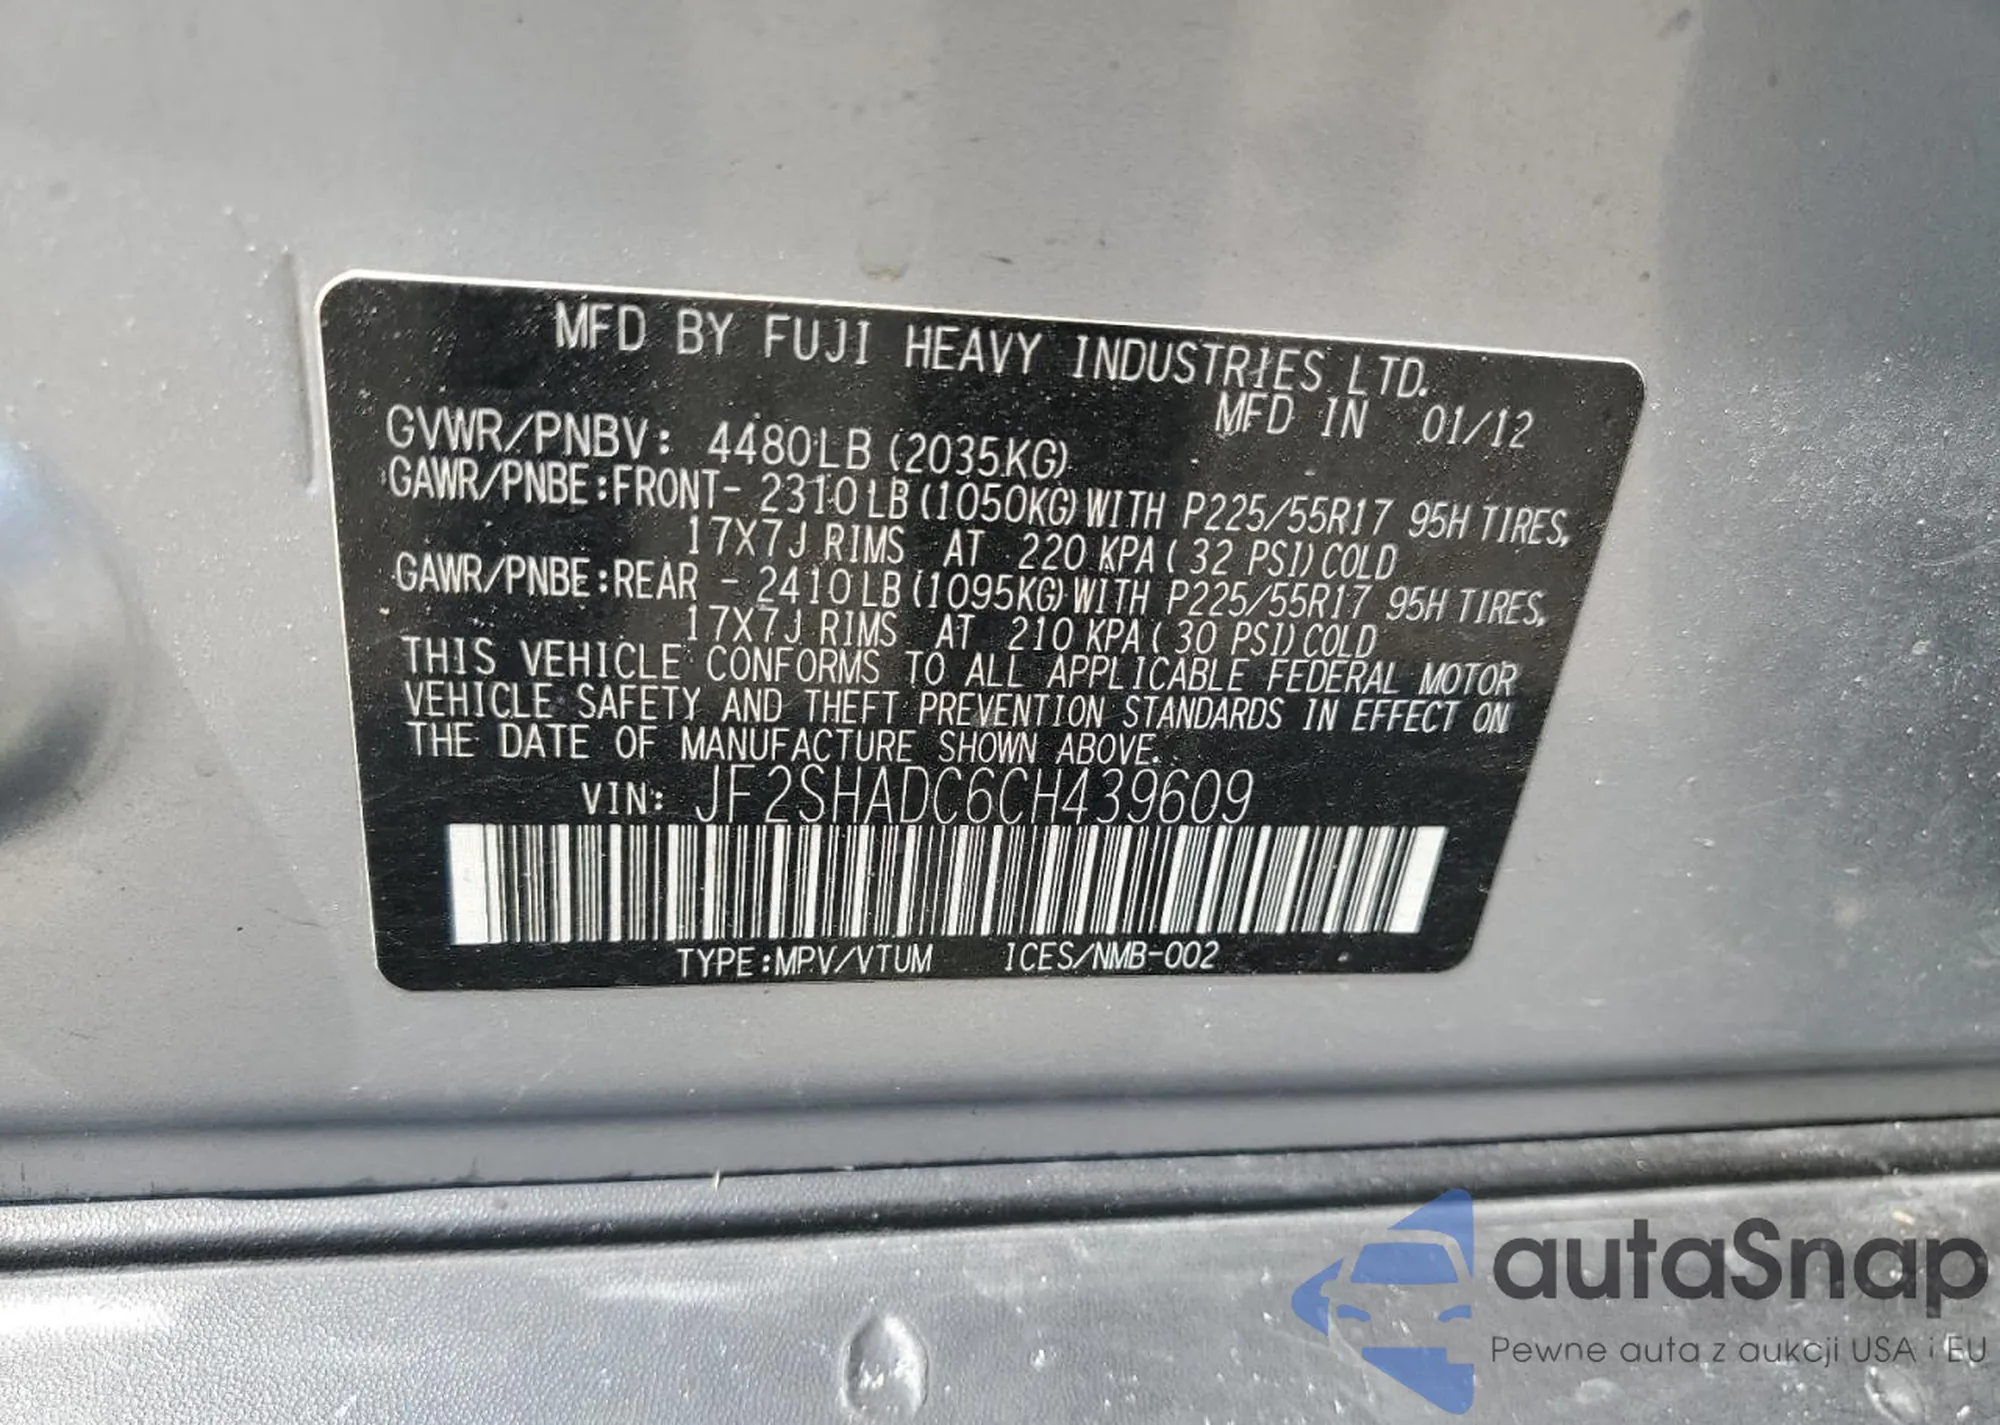 MFD BY FUJI HEAVY INDUSTRIES LTD.
MFD IN 01/12
GVWR/PNBV: 4480LB (2035KG)
GAWR/PNBE:FRONT- 2310LB (1050KG) WITH P225/55R17 95H TIRES,
17X7J RIMS AT 220 KPA ( 32 PSI) COLD
GAWR/PNBE:REAR - 2410LB (1095KG) WITH P225/55R17 95H TIRES,
17X7J RIMS AT 210 KPA ( 30 PSI) COLD
THIS VEHICLE CONFORMS TO ALL APPLICABLE FEDERAL MOTOR
VEHICLE SAFETY AND THEFT PREVENTION STANDARDS IN EFFECT ON
THE DATE OF MANUFACTURE SHOWN ABOVE.
VIN: JF2SHADC6CH439609
TYPE:MPV/VTUM ICES/NMB-002
autaSnap
Pewne auta z aukcji USA i EU